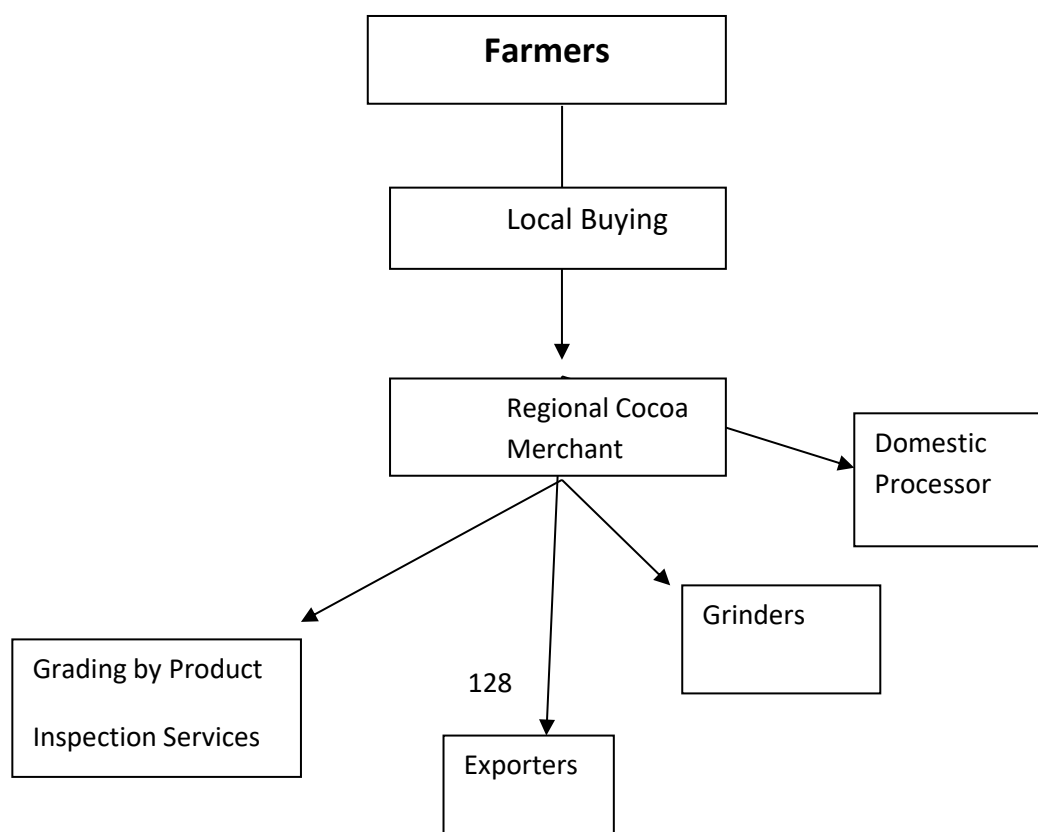 Farmers
Local Buying
Regional Cocoa
Merchant
Domestic
Processor
Grinders
Grading by Product
Inspection Services
128
Exporters